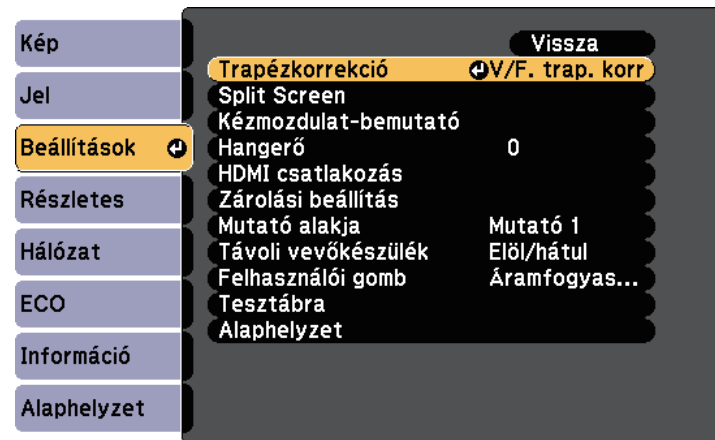 Kép
Jel
Beállítások
Részletes
Hálózat
ECO
Információ
Alaphelyzet
Vissza
Trapézkorrekció V/F. trap. korr
Split Screen
Kézmozdulat-bemutató
Hangerő 0
HDMI csatlakozás
Zárolási beállítás
Mutató alakja Mutató 1
Távoli vevőkészülék Elöl/hátul
Felhasználói gomb Áramfogyas...
Tesztábra
Alaphelyzet